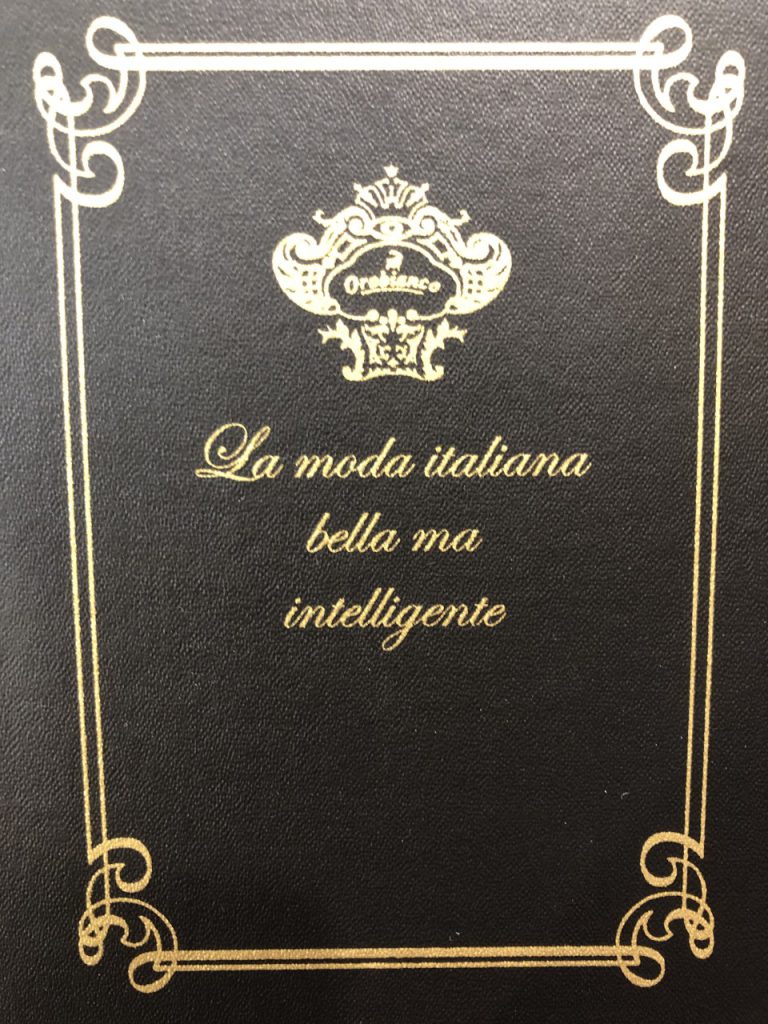 Orobianco
La moda italiana
bella ma
intelligente